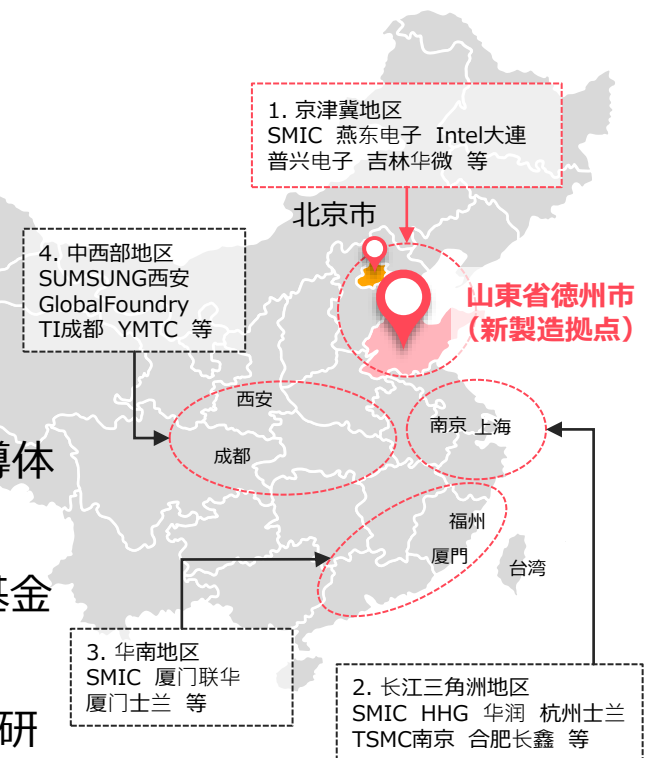 1. 京津冀地区
SMIC 燕东电子 Intel大連
普兴电子 吉林华微 等
北京市
4. 中西部地区
SUMSUNG西安
GlobalFoundry
TI成都 YMTC 等
山東省徳州市
（新製造拠点）
西安
成都
南京 上海
導体
福州
厦門
台湾
基金
3. 华南地区
SMIC 厦门联华
厦门士兰 等
2. 长江三角洲地区
SMIC HHG 华润 杭州士兰
TSMC南京 合肥长鑫 等
研